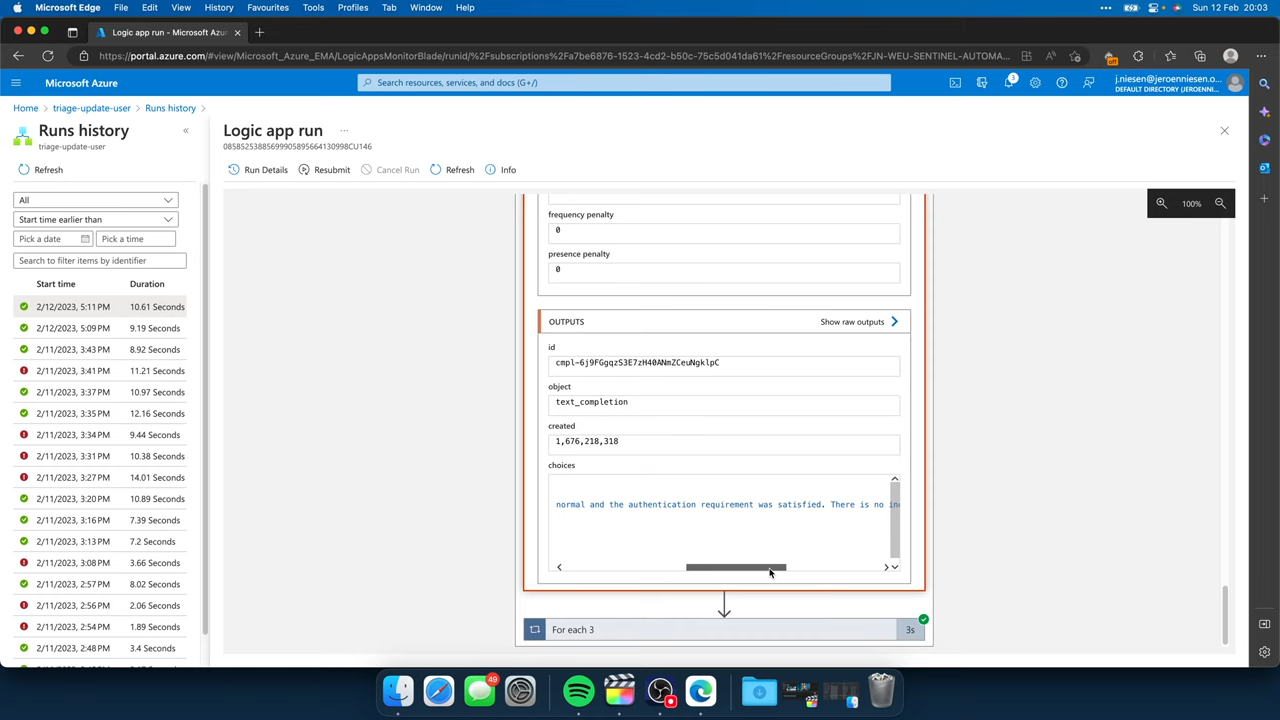 Microsoft Edge File Edit View History Favourites Tools Profiles Tab Window Help
Sun 12 Feb 20:03
Logic app run - Microsoft Azu
https://portal.azure.com/#view/Microsoft_Azure_EMA/LogicAppsMonitorBlade/runid/%2Fsubscriptions%2Fa7be6876-1523-4cd2-b50c-75c5d041da61%2FresourceGroups%2FJN-WEU-SENTINEL-AUTOMA...
off
Microsoft Azure
Search resources, services, and docs (G+/)
3
j.niesen@jeroenniesen.o...
DEFAULT DIRECTORY (JEROENNI...
Home > triage-update-user > Runs history >
Runs history
triage-update-user
«
Refresh
All
Start time earlier than
Pick a date
Pick a time
Search to filter items by identifier
Start time Duration
2/12/2023, 5:11 PM 10.61 Seconds
2/12/2023, 5:09 PM 9.19 Seconds
2/11/2023, 3:43 PM 8.92 Seconds
2/11/2023, 3:41 PM 11.21 Seconds
2/11/2023, 3:37 PM 10.97 Seconds
2/11/2023, 3:35 PM 12.16 Seconds
2/11/2023, 3:34 PM 9.44 Seconds
2/11/2023, 3:31 PM 10.38 Seconds
2/11/2023, 3:27 PM 14.01 Seconds
2/11/2023, 3:20 PM 10.89 Seconds
2/11/2023, 3:16 PM 7.39 Seconds
2/11/2023, 3:13 PM 7.2 Seconds
2/11/2023, 3:08 PM 3.66 Seconds
2/11/2023, 2:57 PM 8.02 Seconds
2/11/2023, 2:56 PM 2.06 Seconds
2/11/2023, 2:54 PM 1.89 Seconds
2/11/2023, 2:48 PM 3.4 Seconds
Logic app run ...
08585253885699905895664130998CU146
Run Details Resubmit Cancel Run Refresh Info
100%
frequency penalty
0
presence penalty
0
OUTPUTS
Show raw outputs
id
object
text_completion
created
1,676,218,318
choices
normal and the authentication requirement was satisfied. There is no in
For each 3
3s
49